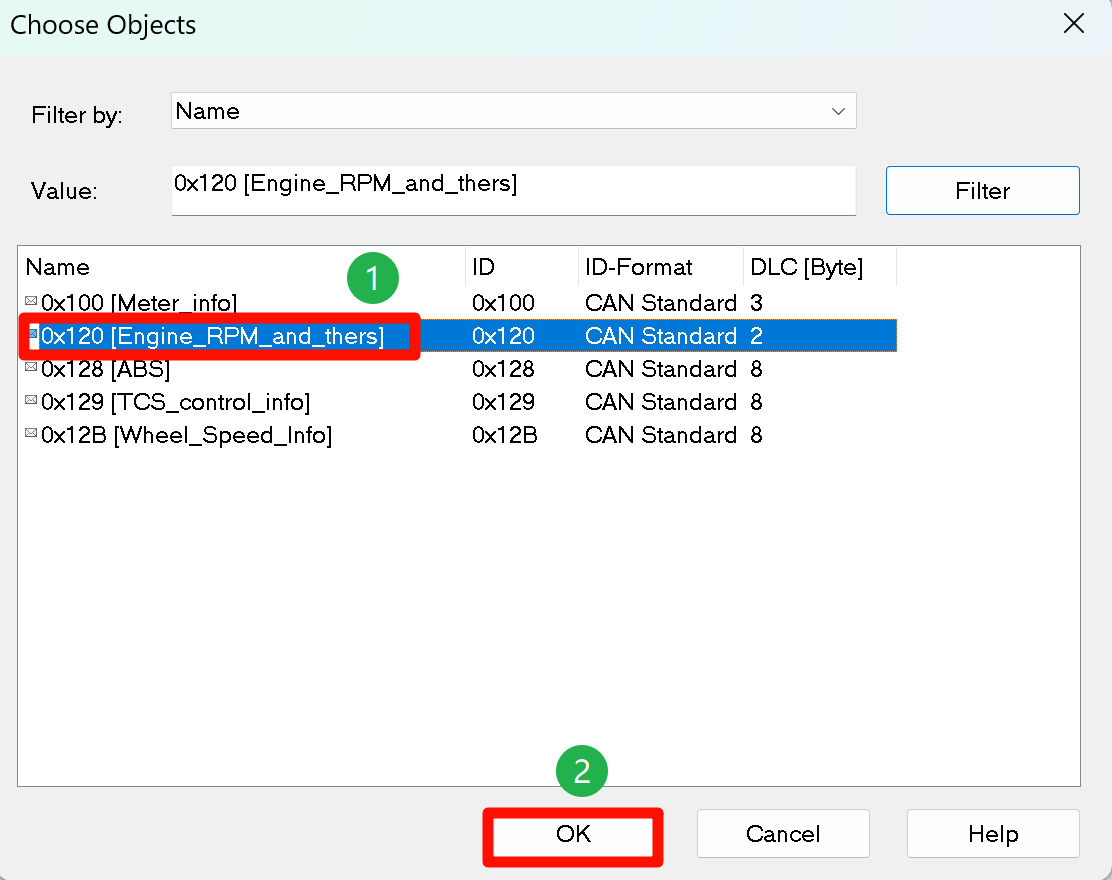 Choose Objects
Filter by: Name
Value: 0x120 [Engine_RPM_and_thers] Filter
Name ID ID-Format DLC [Byte]
1
0x100 [Meter_info] 0x100 CAN Standard 3
0x120 [Engine_RPM_and_thers] 0x120 CAN Standard 2
0x128 [ABS] 0x128 CAN Standard 8
0x129 [TCS_control_info] 0x129 CAN Standard 8
0x12B [Wheel_Speed_Info] 0x12B CAN Standard 8
2
OK Cancel Help